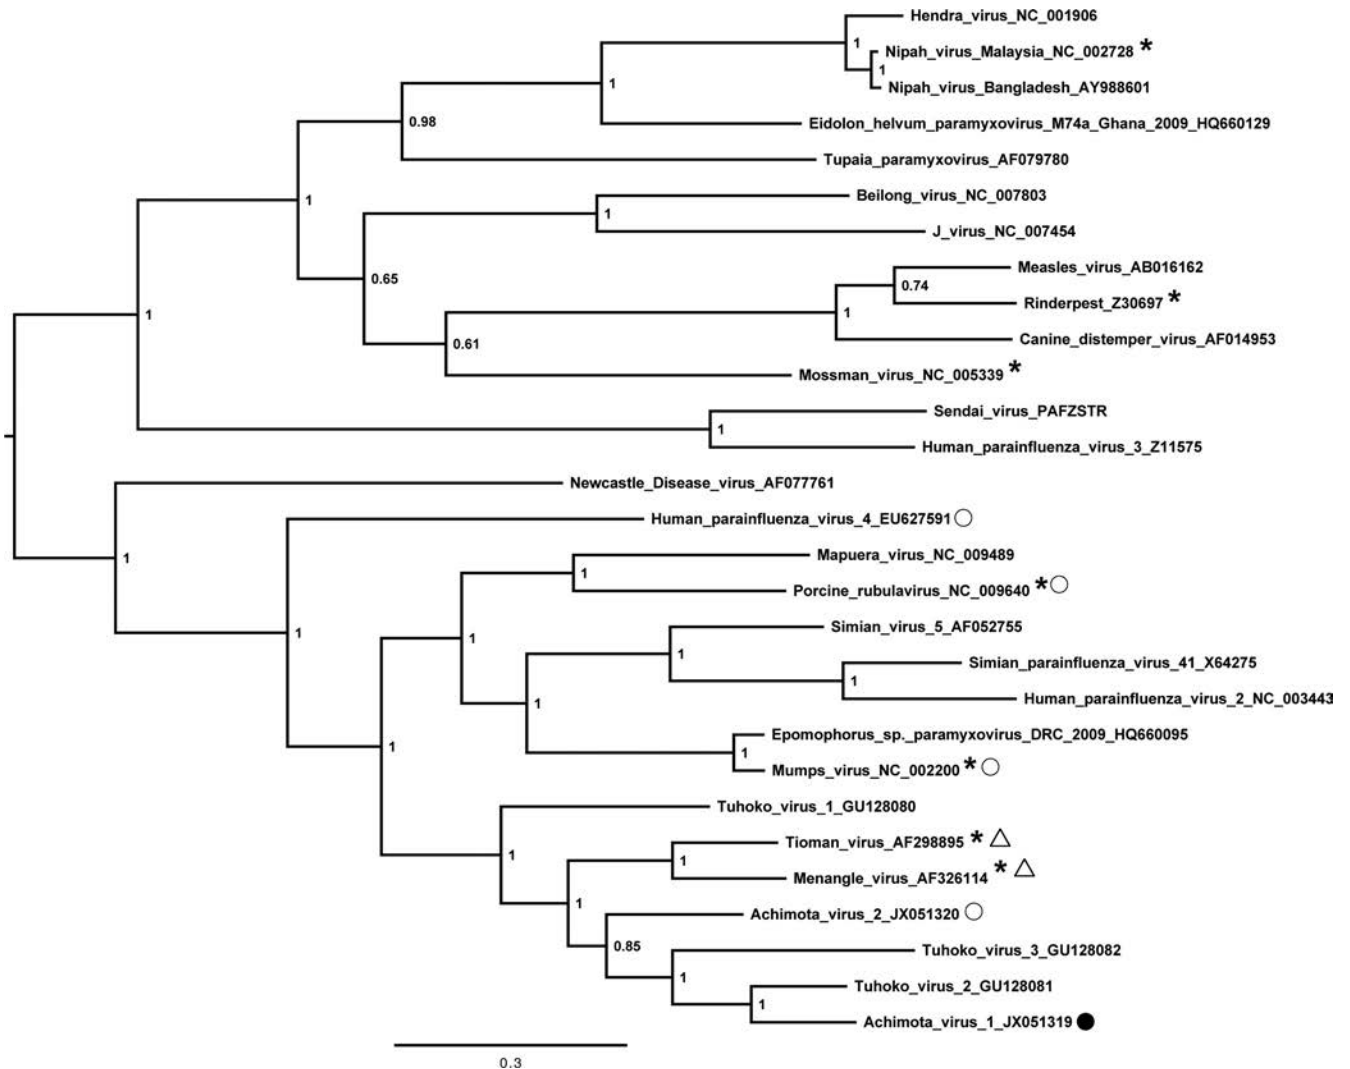 Hendra_virus_NC_001906
1
Nipah_virus_Malaysia_NC_002728 *
1
Nipah_virus_Bangladesh_AY988601
1
0.98
Eidolon_helvum_paramyxovirus_M74a_Ghana_2009_HQ660129
Tupaia_paramyxovirus_AF079780
1
Beilong_virus_NC_007803
1
J_virus_NC_007454
0.65
Measles_virus_AB016162
0.74
Rinderpest_Z30697 *
1
1
Canine_distemper_virus_AF014953
0.61
Mossman_virus_NC_005339 *
Sendai_virus_PAFZSTR
1
Human_parainfluenza_virus_3_Z11575
Newcastle_Disease_virus_AF077761
Human_parainfluenza_virus_4_EU627591
1
Mapuera_virus_NC_009489
1
Porcine_rubulavirus_NC_009640 *
Simian_virus_5_AF052755
1
1
1
Simian_parainfluenza_virus_41_X64275
1
Human_parainfluenza_virus_2_NC_003443
1
Epomophorus_sp._paramyxovirus_DRC_2009_HQ660095
1
1
Mumps_virus_NC_002200 *
Tuhoko_virus_1_GU128080
Tioman_virus_AF298895 *
1
1
Menangle_virus_AF326114 *
1
Achimota_virus_2_JX051320
0.85
Tuhoko_virus_3_GU128082
1
Tuhoko_virus_2_GU128081
1
Achimota_virus_1_JX051319
0.3